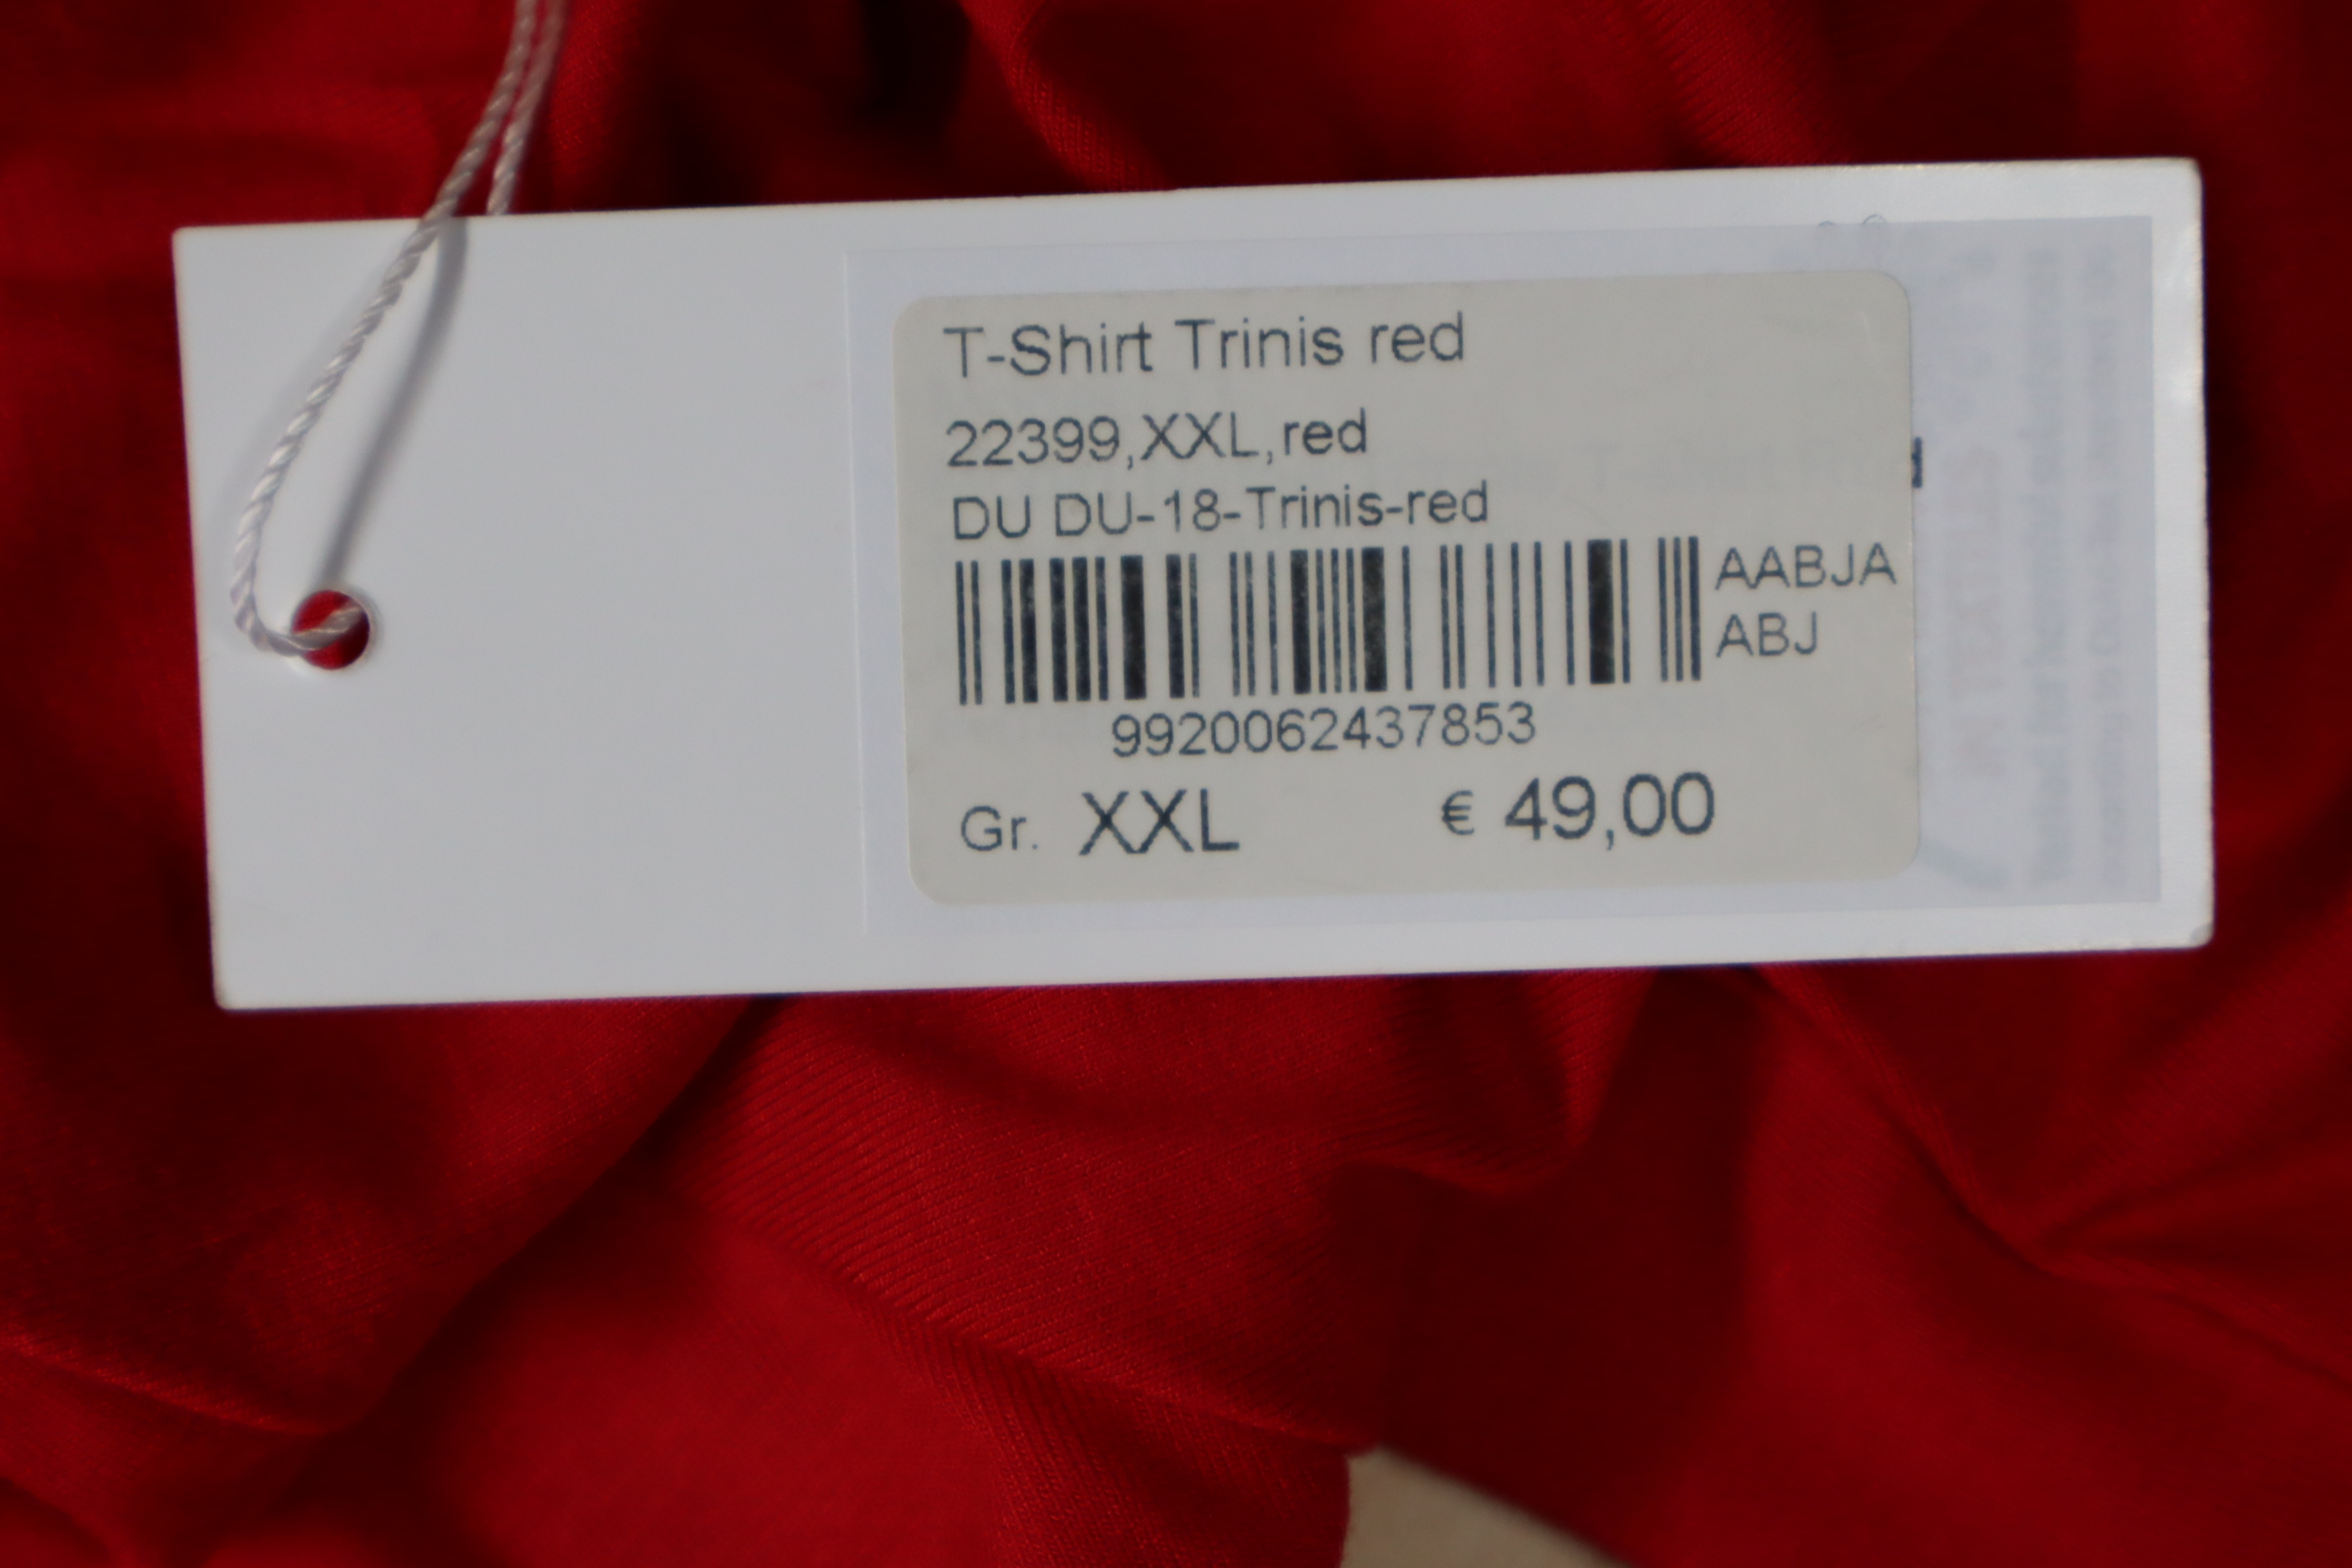 T-Shirt Trinis red
22399,XXL,red
DU DU-18-Trinis-red
AABJA
ABJ
9920062437853
Gr. XXL € 49,00